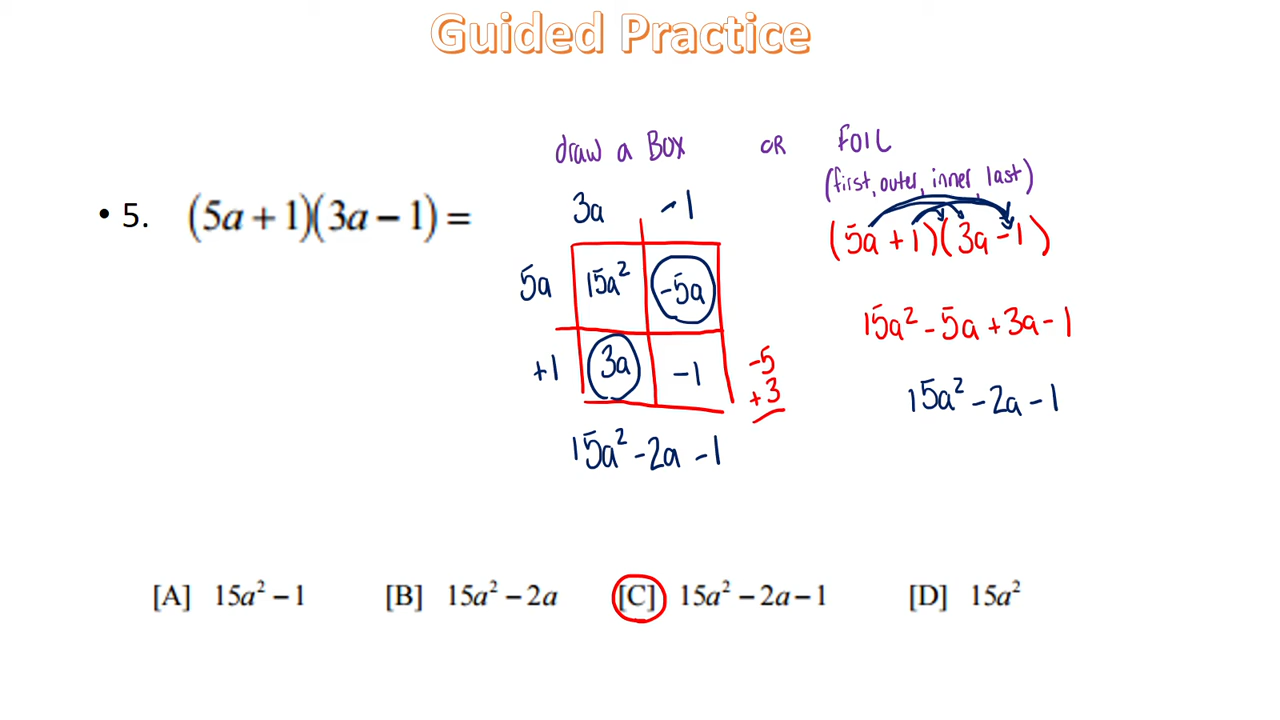 Guided Practice
draw a Box OR FOIL
(first, outer, inner last)
• 5. (5a + 1)(3a − 1) =
3a -1
(5a +1)(3a -1)
5a 15a² -5a
15a² - 5a + 3a - 1
+1 3a -1
-5
+3
15a² - 2a - 1
15a² - 2a - 1
[A] 15a² − 1 [B] 15a² − 2a [C] 15a² − 2a − 1 [D] 15a²